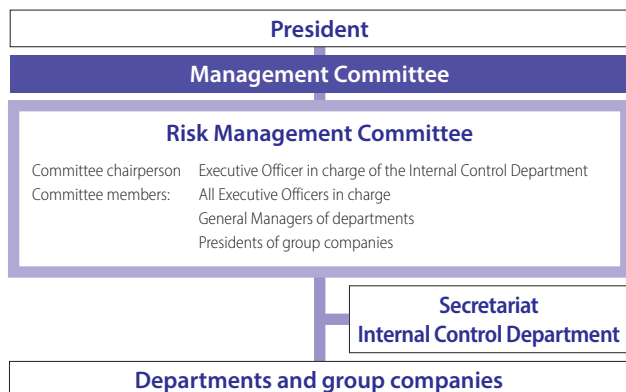 President
Management Committee
Risk Management Committee
Committee chairperson Executive Officer in charge of the Internal Control Department
Committee members: All Executive Officers in charge
General Managers of departments
Presidents of group companies
Secretariat
Internal Control Department
Departments and group companies